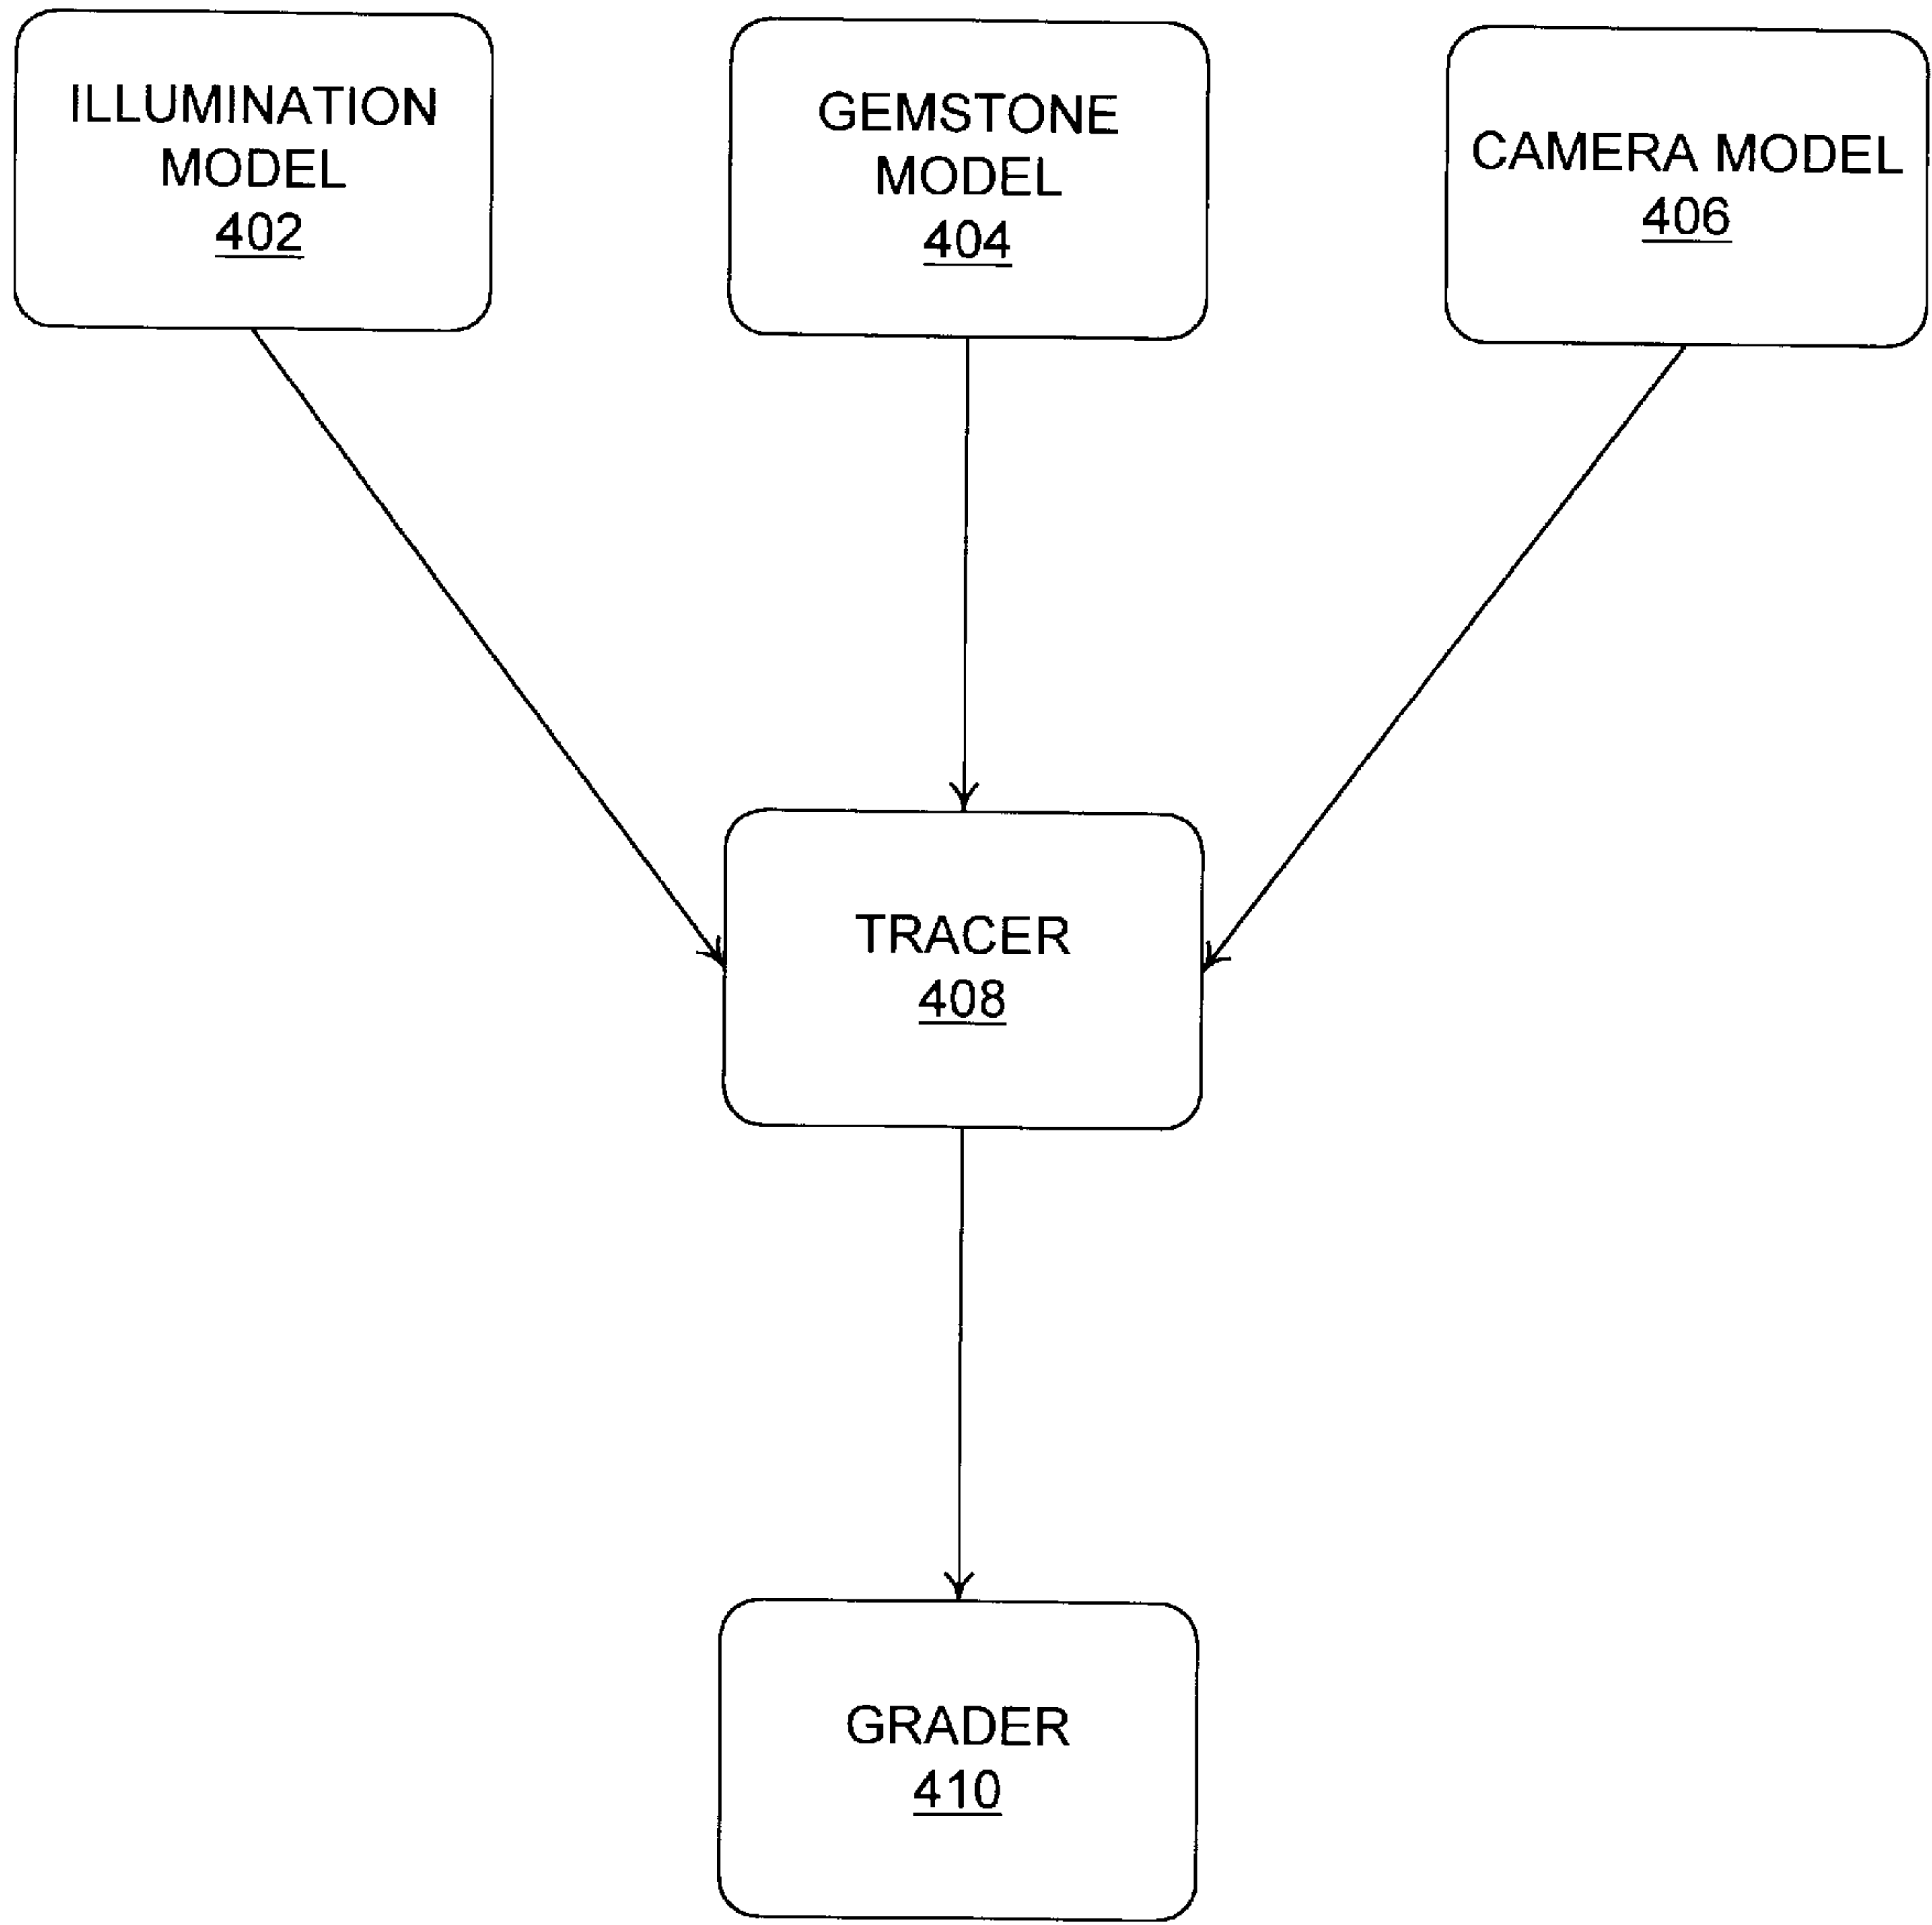 ILLUMINATION
MODEL
402
GEMSTONE
MODEL
404
CAMERA MODEL
406
TRACER
408
GRADER
410